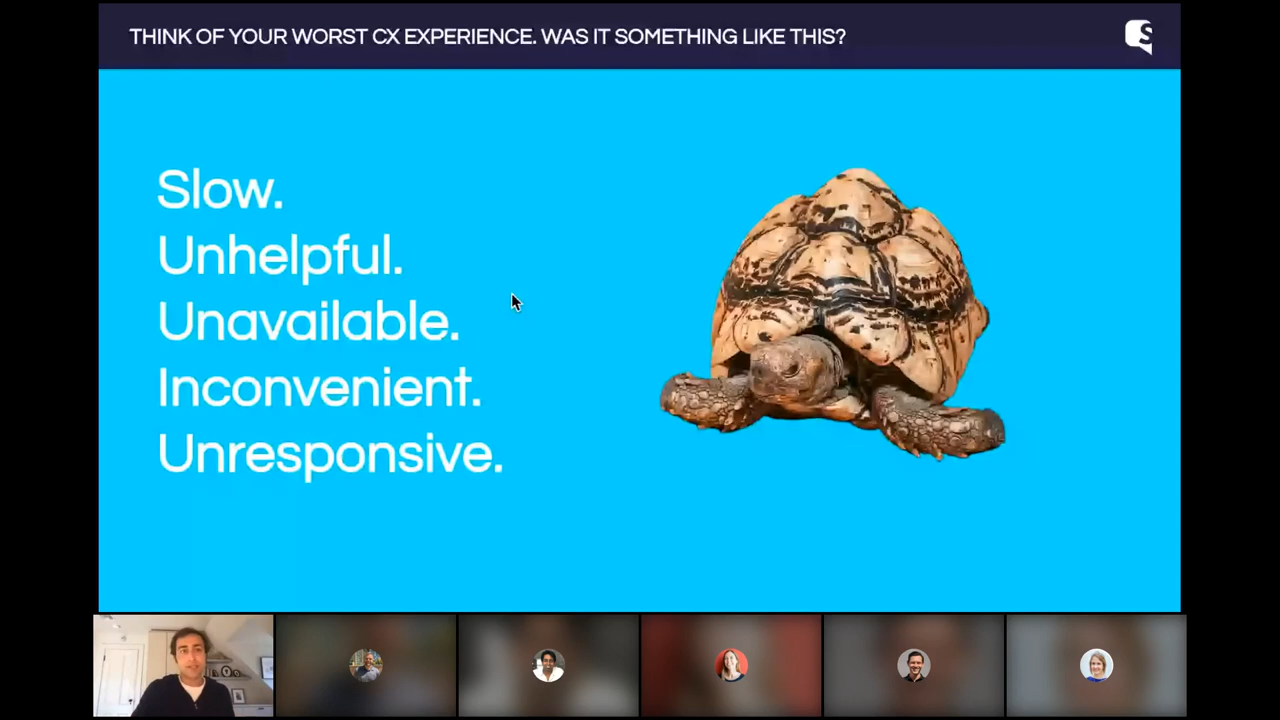 THINK OF YOUR WORST CX EXPERIENCE. WAS IT SOMETHING LIKE THIS?
S
Slow.
Unhelpful.
Unavailable.
Inconvenient.
Unresponsive.